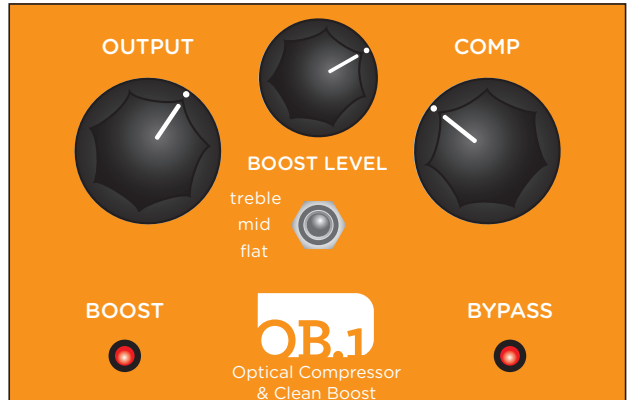 OUTPUT
COMP
BOOST LEVEL
treble
mid
flat
BOOST
BYPASS
OB.1
Optical Compressor
& Clean Boost